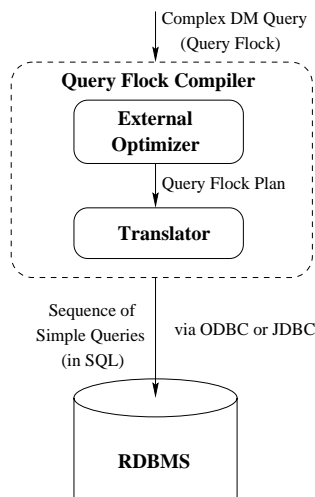 Complex DM Query
(Query Flock)
Query Flock Compiler
External
Optimizer
Query Flock Plan
Translator
Sequence of
Simple Queries
(in SQL)
via ODBC or JDBC
RDBMS